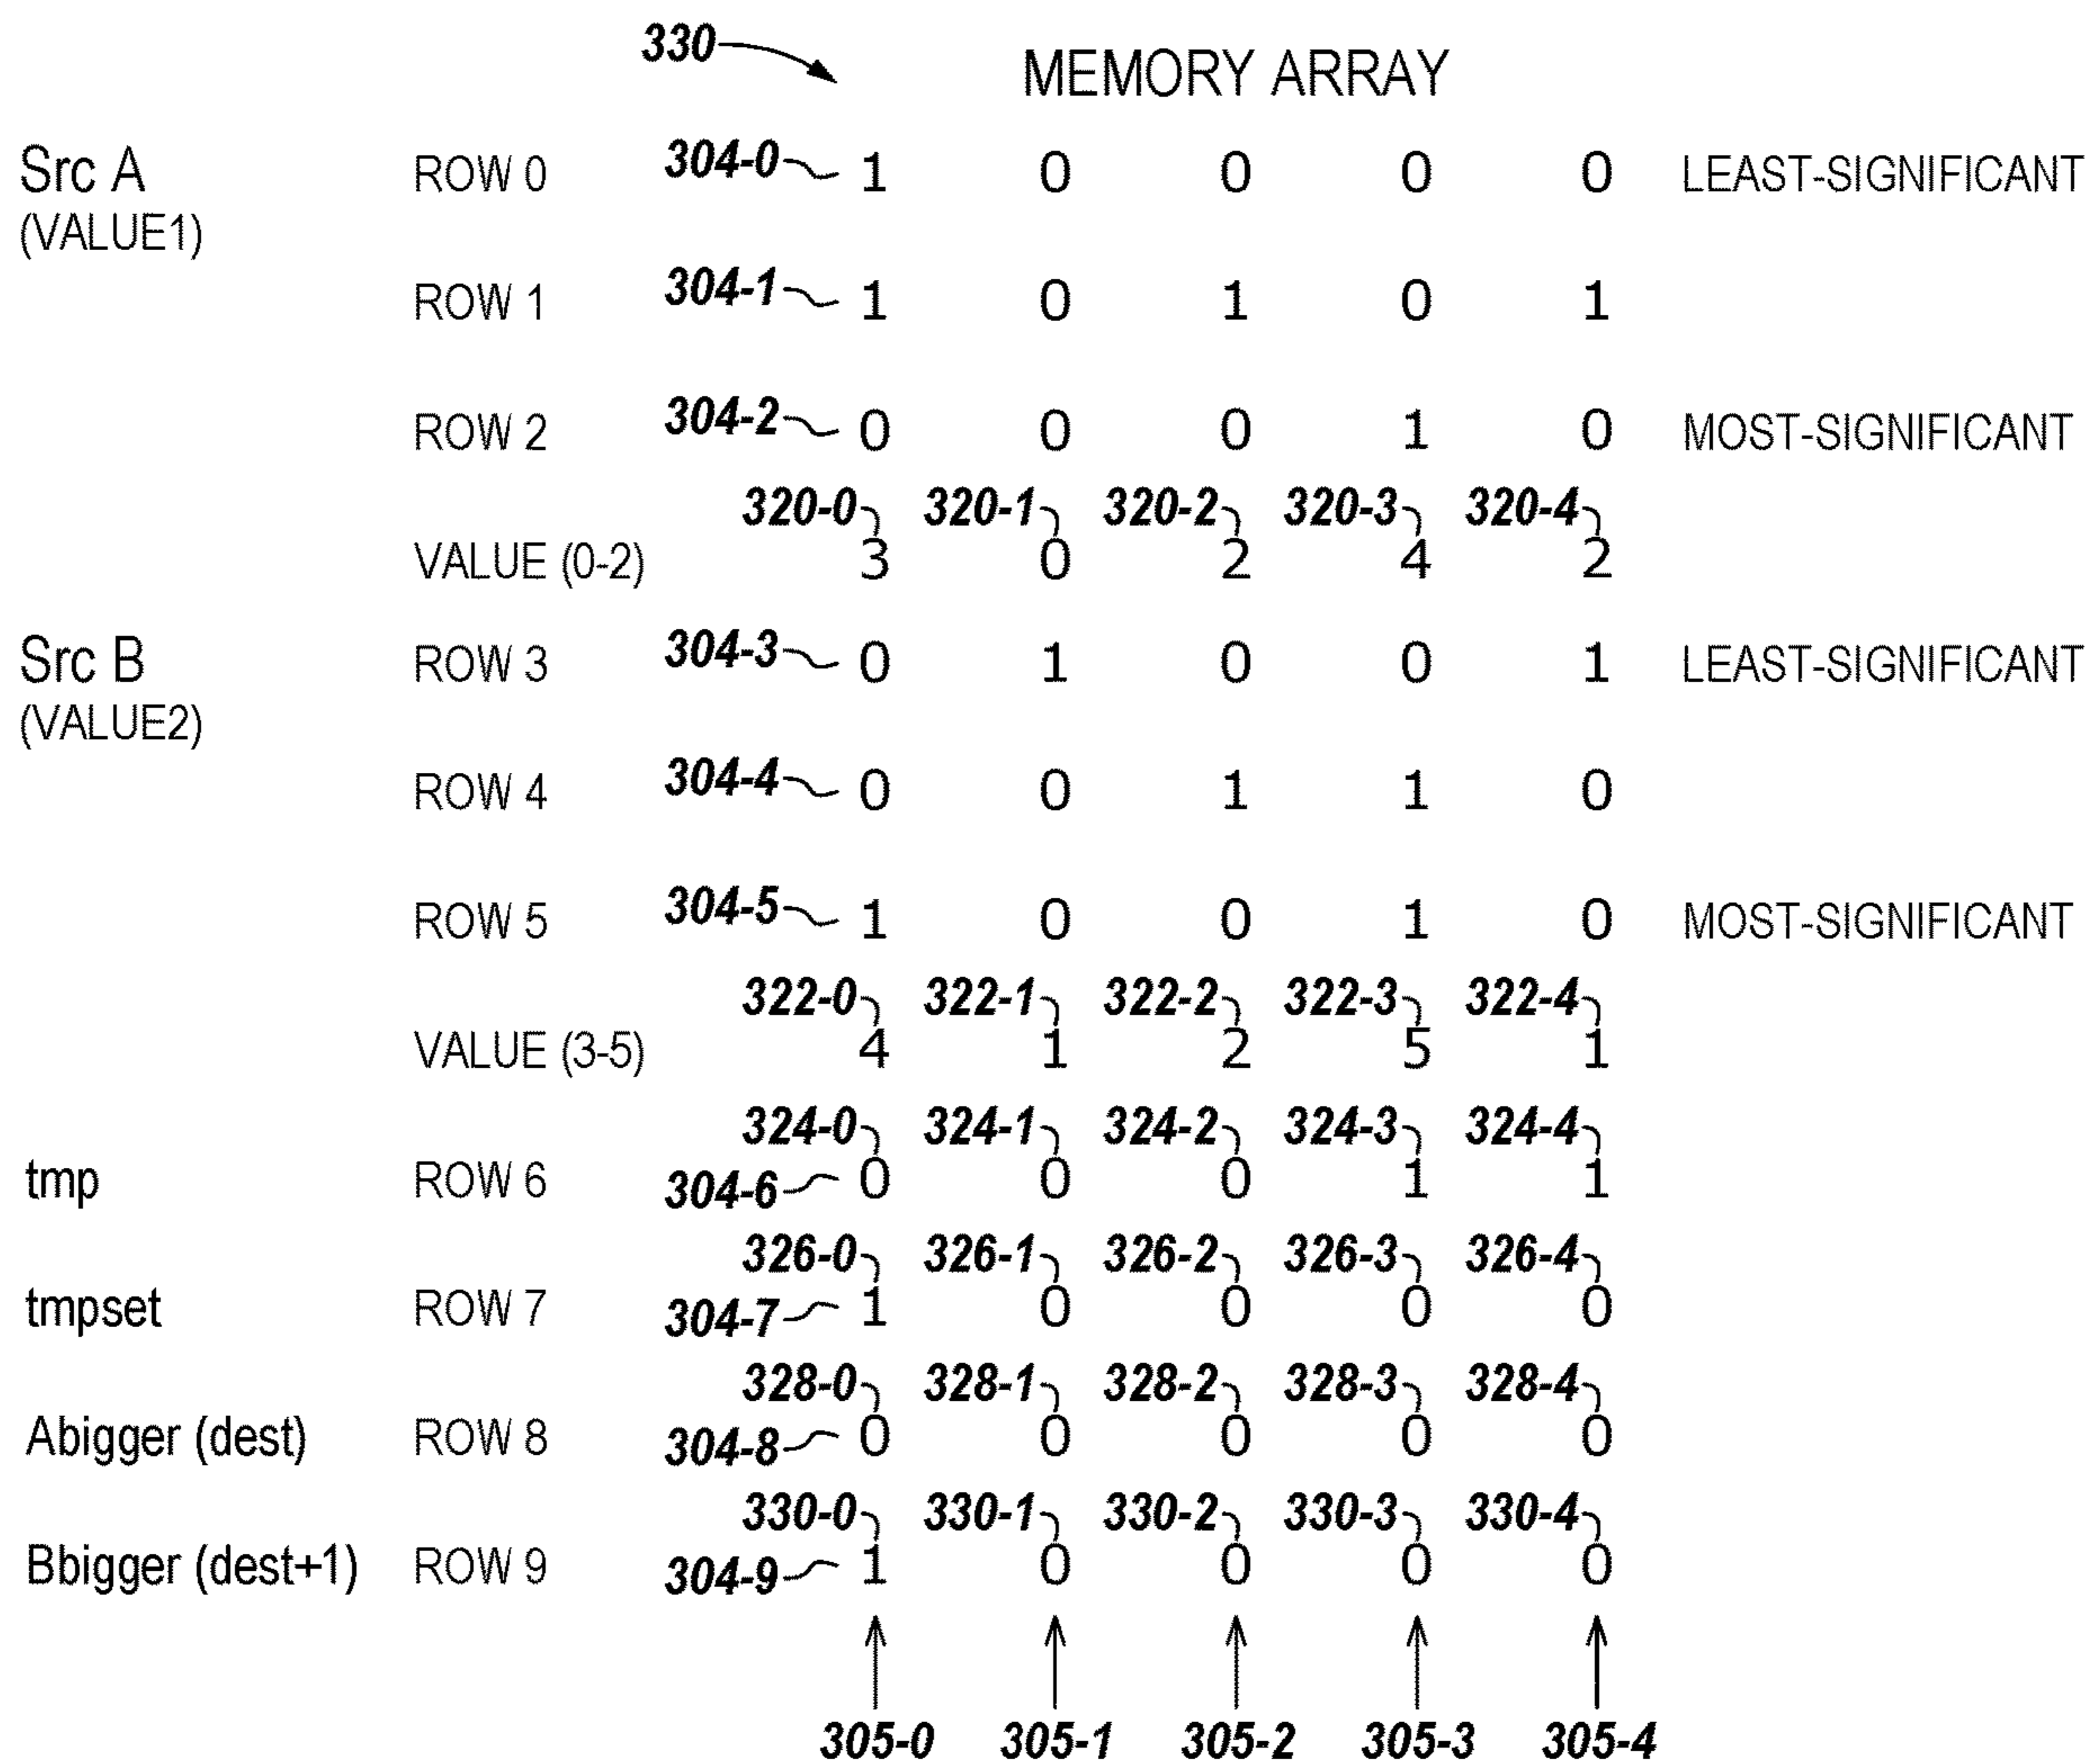 330 MEMORY ARRAY
Src A ROW 0 304-0 1 0 0 0 0 LEAST-SIGNIFICANT
(VALUE1)
ROW 1 304-1 1 0 1 0 1
ROW 2 304-2 0 0 0 1 0 MOST-SIGNIFICANT
320-0 320-1 320-2 320-3 320-4
VALUE (0-2) 3 0 2 4 2
Src B ROW 3 304-3 0 1 0 0 1 LEAST-SIGNIFICANT
(VALUE2)
ROW 4 304-4 0 0 1 1 0
ROW 5 304-5 1 0 0 1 0 MOST-SIGNIFICANT
322-0 322-1 322-2 322-3 322-4
VALUE (3-5) 4 1 2 5 1
324-0 324-1 324-2 324-3 324-4
tmp ROW 6 304-6 0 0 0 1 1
326-0 326-1 326-2 326-3 326-4
tmpset ROW 7 304-7 1 0 0 0 0
328-0 328-1 328-2 328-3 328-4
Abigger (dest) ROW 8 304-8 0 0 0 0 0
330-0 330-1 330-2 330-3 330-4
Bbigger (dest+1) ROW 9 304-9 1 0 0 0 0
305-0 305-1 305-2 305-3 305-4